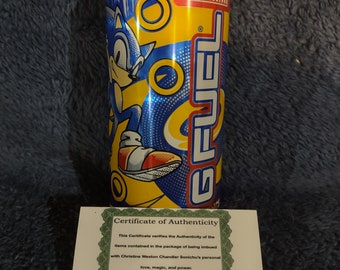 G FUEL
®
Certificate of Authenticity
This Certificate verifies the Authenticity of the
items contained in the package of being imbued
with Christine Weston Chandler Sonichu's personal
love, magic, and power.